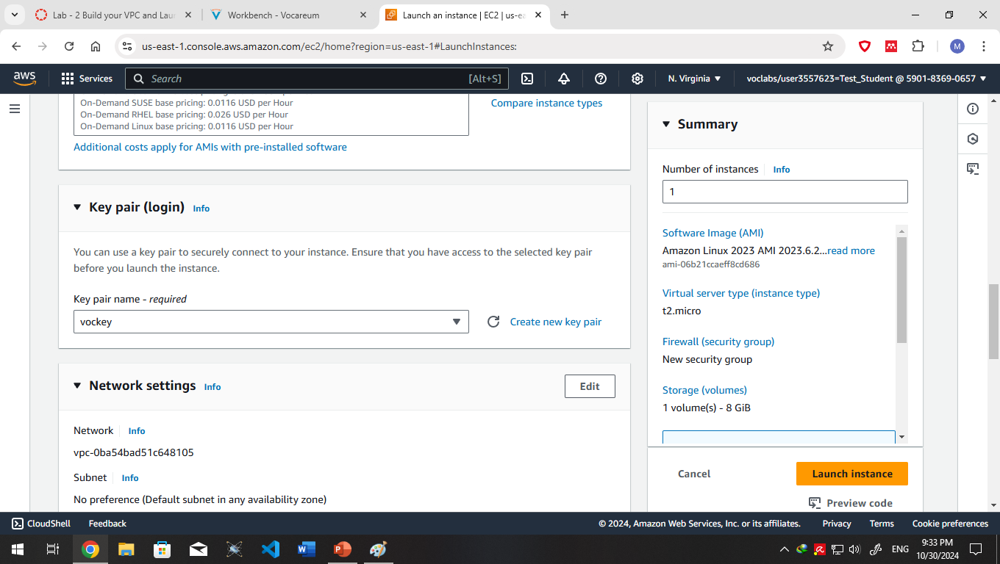 Lab - 2 Build your VPC and Lau
Workbench - Vocareum
Launch an instance | EC2 | us-ea
us-east-1.console.aws.amazon.com/ec2/home?region=us-east-1#LaunchInstances:
M
aws
Services
Search
[Alt+S]
N. Virginia
voclabs/user3557623=Test_Student @ 5901-8369-0657
On-Demand SUSE base pricing: 0.0116 USD per Hour
On-Demand RHEL base pricing: 0.026 USD per Hour
On-Demand Linux base pricing: 0.0116 USD per Hour
Compare instance types
Additional costs apply for AMIs with pre-installed software
Key pair (login) Info
You can use a key pair to securely connect to your instance. Ensure that you have access to the selected key pair
before you launch the instance.
Key pair name - required
vockey
Create new key pair
Network settings Info
Edit
Network Info
vpc-0ba54bad51c648105
Subnet Info
No preference (Default subnet in any availability zone)
Summary
Number of instances Info
1
Software Image (AMI)
Amazon Linux 2023 AMI 2023.6.2...read more
ami-06b21ccaeff8cd686
Virtual server type (instance type)
t2.micro
Firewall (security group)
New security group
Storage (volumes)
1 volume(s) - 8 GiB
Cancel
Launch instance
Preview code
CloudShell
Feedback
© 2024, Amazon Web Services, Inc. or its affiliates.
Privacy
Terms
Cookie preferences
ENG
9:33 PM
10/30/2024